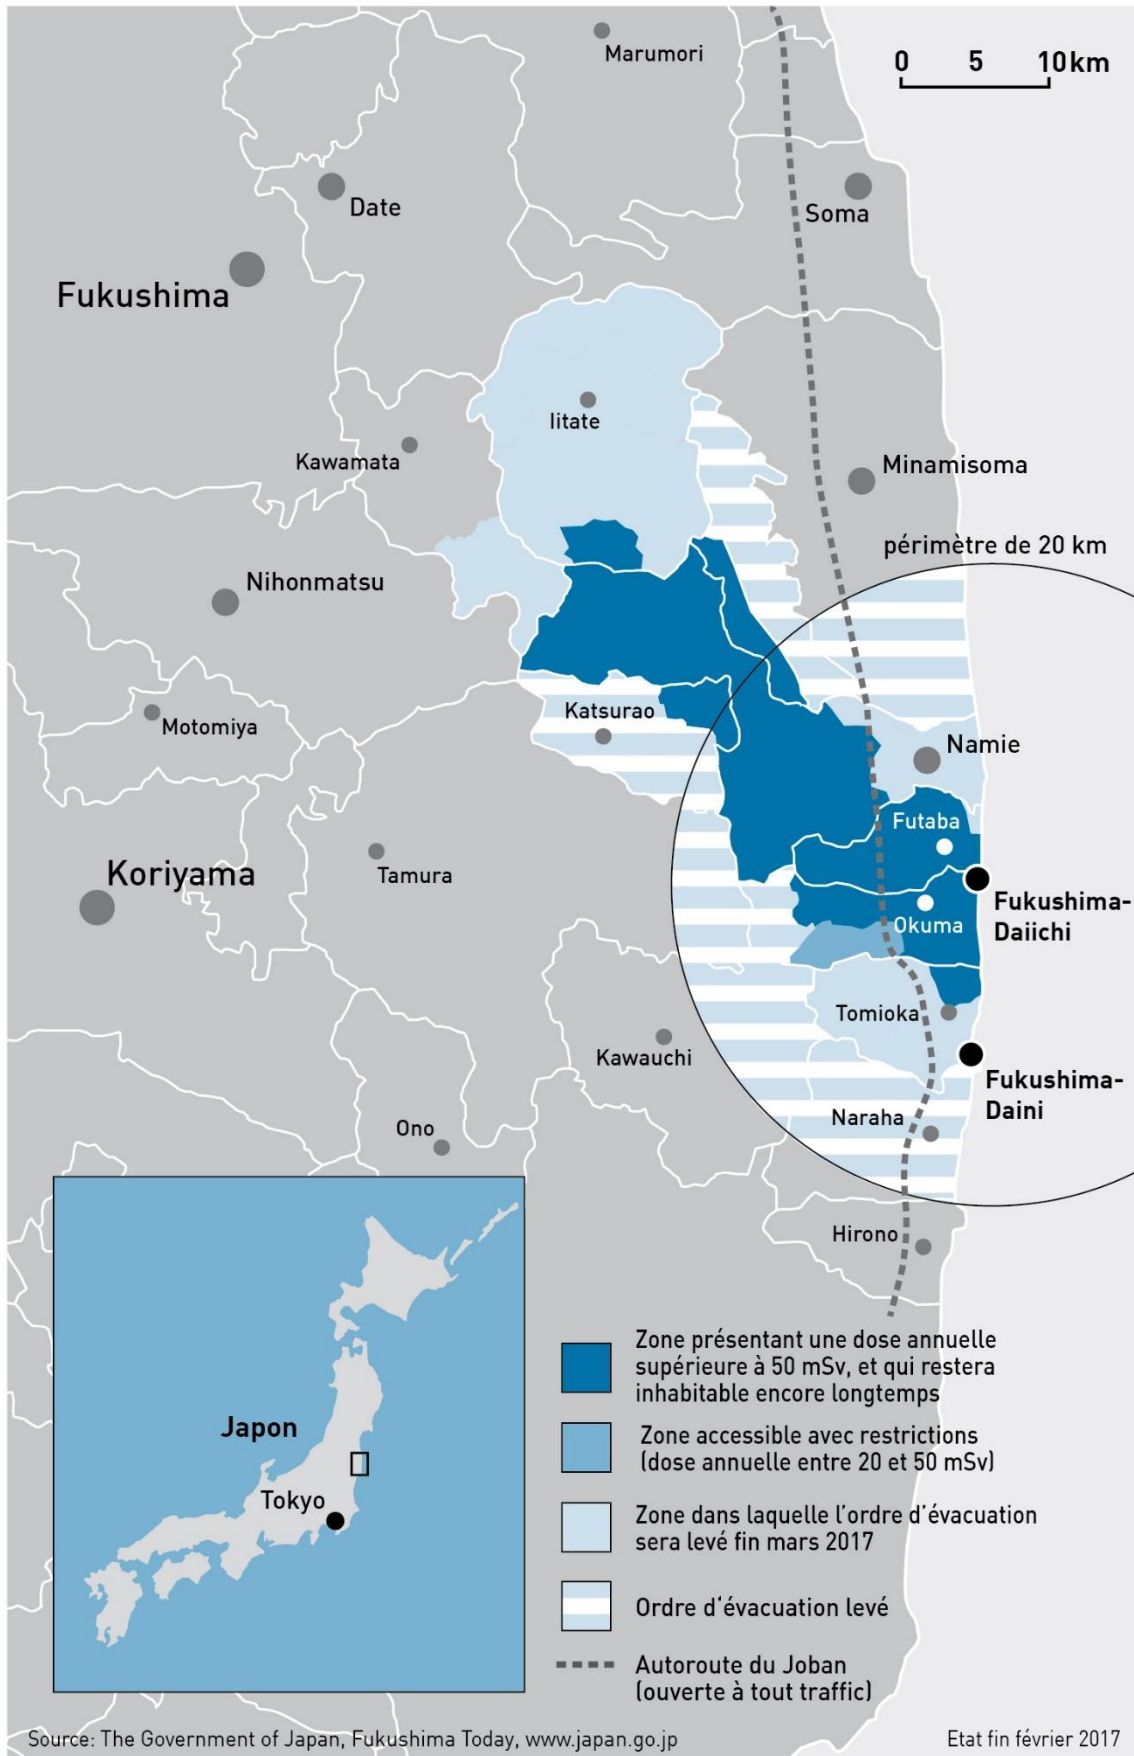 Marumori
0 5 10 km
Date
Soma
Fukushima
Iitate
Kawamata
Minamisoma
périmètre de 20 km
Nihonmatsu
Katsurao
Motomiya
Namie
Futaba
Koriyama
Tamura
Fukushima-
Daiichi
Okuma
Tomioka
Kawauchi
Fukushima-
Daini
Naraha
Ono
Hirono
Japon
Tokyo
Zone présentant une dose annuelle
supérieure à 50 mSv, et qui restera
inhabitable encore longtemps
Zone accessible avec restrictions
(dose annuelle entre 20 et 50 mSv)
Zone dans laquelle l'ordre d'évacuation
sera levé fin mars 2017
Ordre d'évacuation levé
Autoroute du Joban
(ouverte à tout traffic)
Source: The Government of Japan, Fukushima Today, www.japan.go.jp
Etat fin février 2017